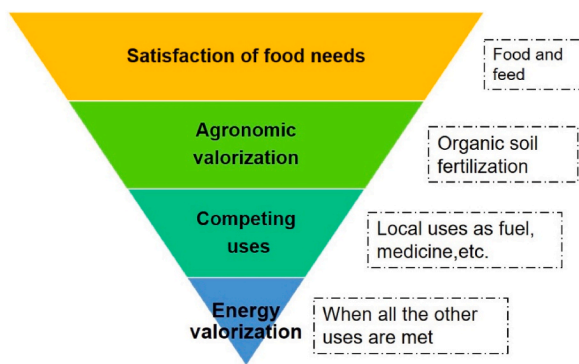 Satisfaction of food needs
Food and
feed
Agronomic
valorization
Organic soil
fertilization
Competing
uses
Local uses as fuel,
medicine,etc.
Energy
valorization
When all the other
uses are met